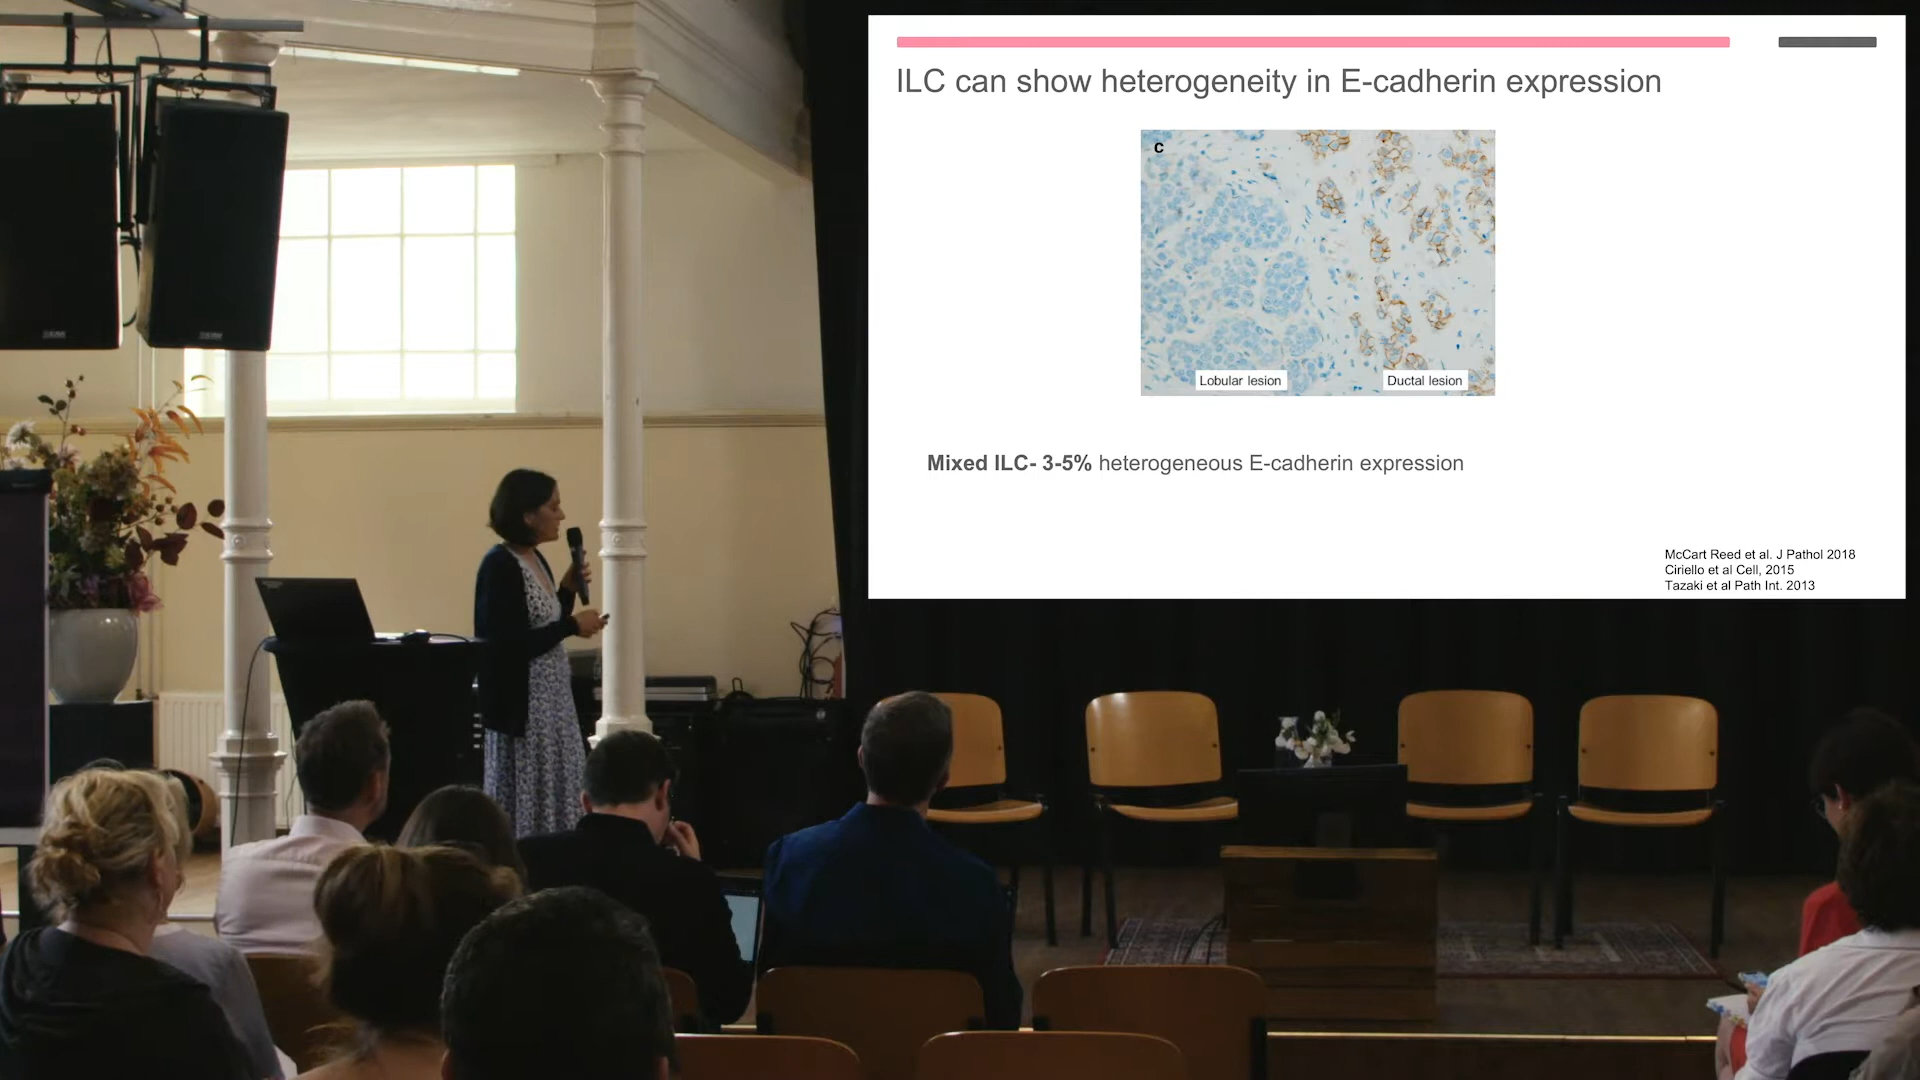 ILC can show heterogeneity in E-cadherin expression
c
Lobular lesion
Ductal lesion
Mixed ILC- 3-5% heterogeneous E-cadherin expression
McCart Reed et al. J Pathol 2018
Ciriello et al Cell, 2015
Tazaki et al Path Int. 2013